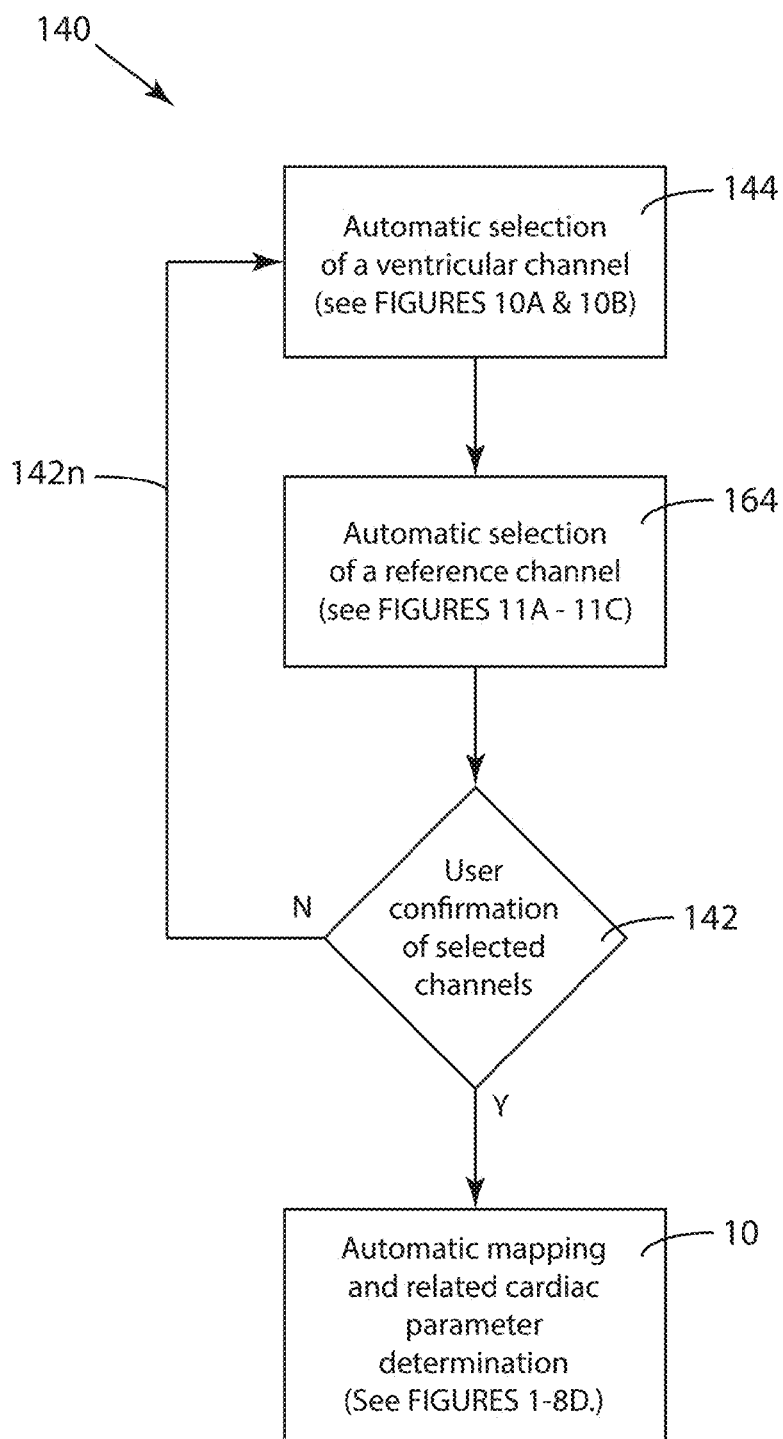 140
144
Automatic selection
of a ventricular channel
(see FIGURES 10A & 10B)
142n
164
Automatic selection
of a reference channel
(see FIGURES 11A - 11C)
N
User
confirmation
of selected
channels
142
Y
10
Automatic mapping
and related cardiac
parameter
determination
(See FIGURES 1-8D.)